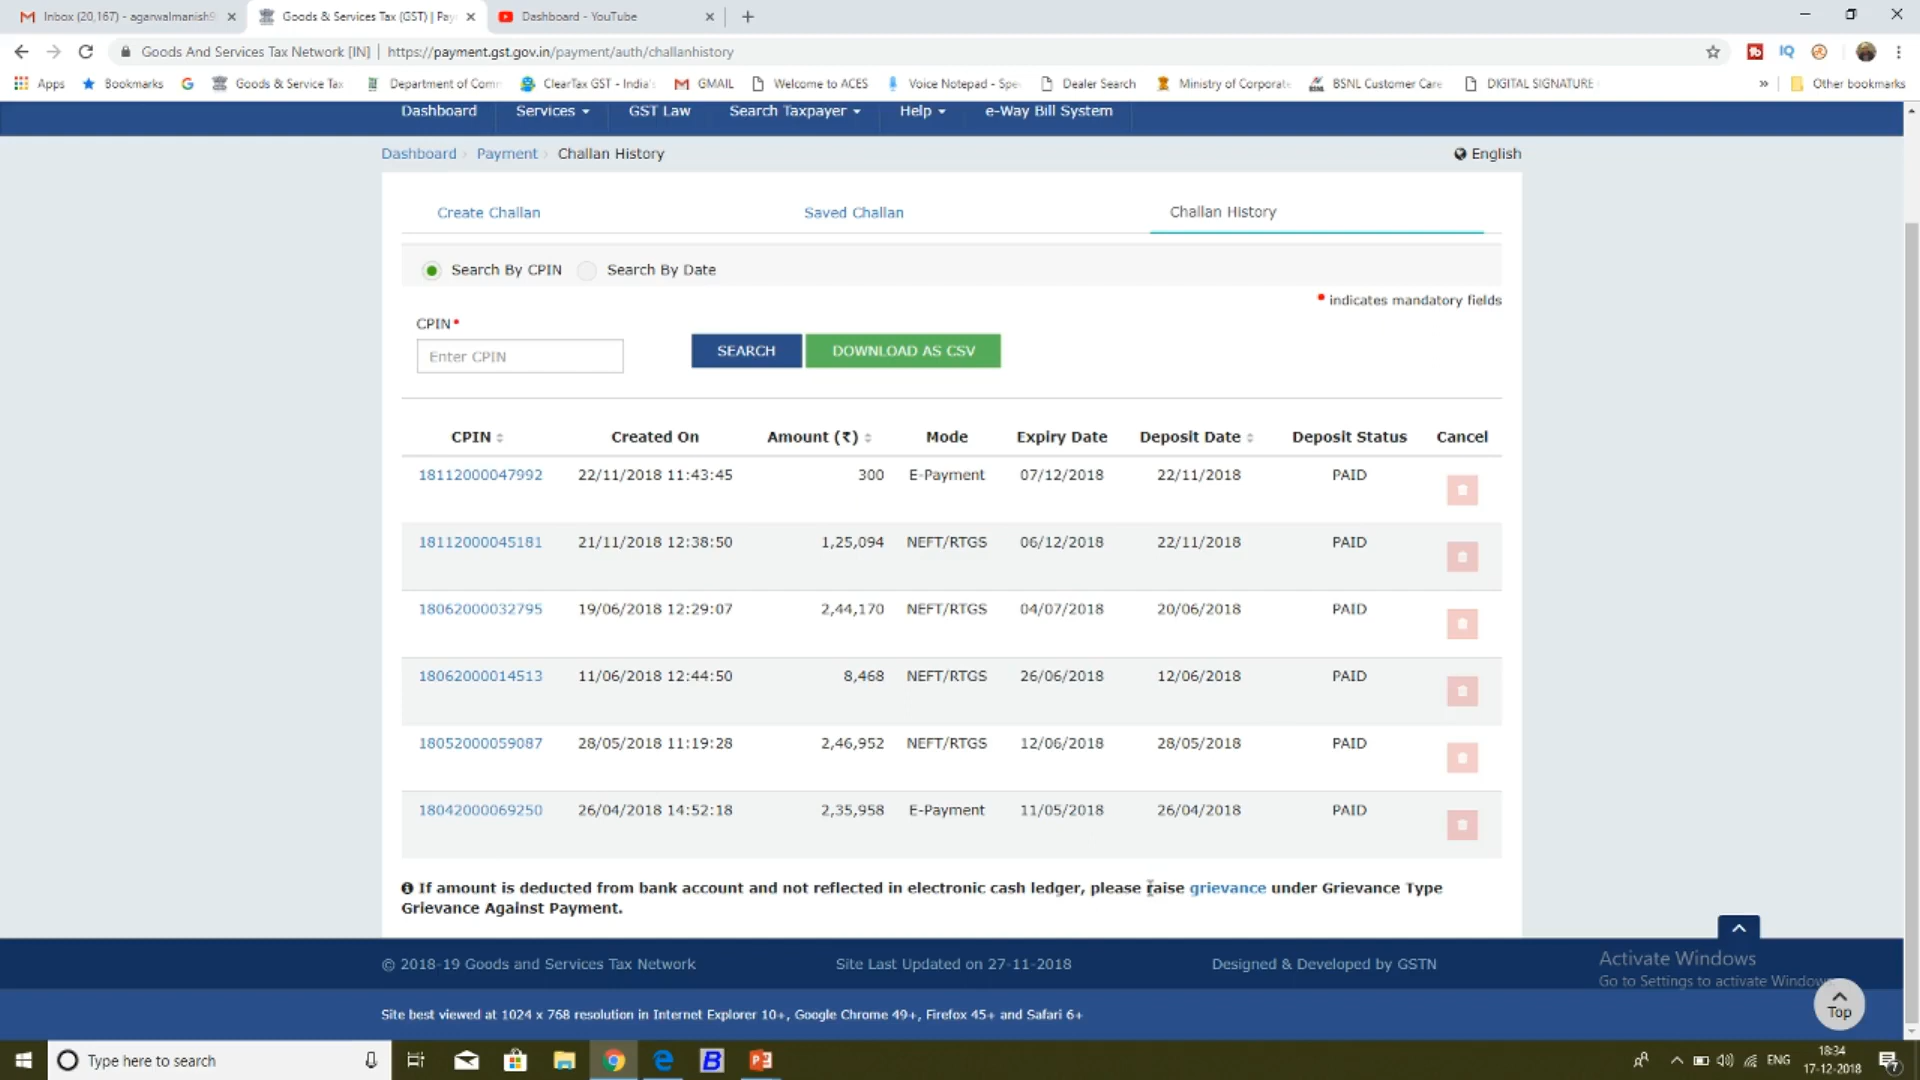 Inbox (20,167) - agarwalmanish9
Goods & Services Tax (GST) | Pay
Dashboard - YouTube
Goods And Services Tax Network [IN] | https://payment.gst.gov.in/payment/auth/challanhistory
Apps Bookmarks Goods & Service Tax Department of Comm ClearTax GST - India's GMAIL Welcome to ACES Voice Notepad - Spe Dealer Search Ministry of Corporate BSNL Customer Care DIGITAL SIGNATURE » Other bookmarks
Dashboard Services GST Law Search Taxpayer Help e-Way Bill System
Dashboard › Payment › Challan History English
Create Challan Saved Challan Challan History
Search By CPIN Search By Date
• indicates mandatory fields
CPIN•
Enter CPIN SEARCH DOWNLOAD AS CSV
CPIN Created On Amount (₹) Mode Expiry Date Deposit Date Deposit Status Cancel
18112000047992 22/11/2018 11:43:45 300 E-Payment 07/12/2018 22/11/2018 PAID
18112000045181 21/11/2018 12:38:50 1,25,094 NEFT/RTGS 06/12/2018 22/11/2018 PAID
18062000032795 19/06/2018 12:29:07 2,44,170 NEFT/RTGS 04/07/2018 20/06/2018 PAID
18062000014513 11/06/2018 12:44:50 8,468 NEFT/RTGS 26/06/2018 12/06/2018 PAID
18052000059087 28/05/2018 11:19:28 2,46,952 NEFT/RTGS 12/06/2018 28/05/2018 PAID
18042000069250 26/04/2018 14:52:18 2,35,958 E-Payment 11/05/2018 26/04/2018 PAID
If amount is deducted from bank account and not reflected in electronic cash ledger, please raise grievance under Grievance Type
Grievance Against Payment.
© 2018-19 Goods and Services Tax Network Site Last Updated on 27-11-2018 Designed & Developed by GSTN
Activate Windows
Go to Settings to activate Windows
Site best viewed at 1024 x 768 resolution in Internet Explorer 10+, Google Chrome 49+, Firefox 45+ and Safari 6+
Top
Type here to search
ENG
18:34
17-12-2018